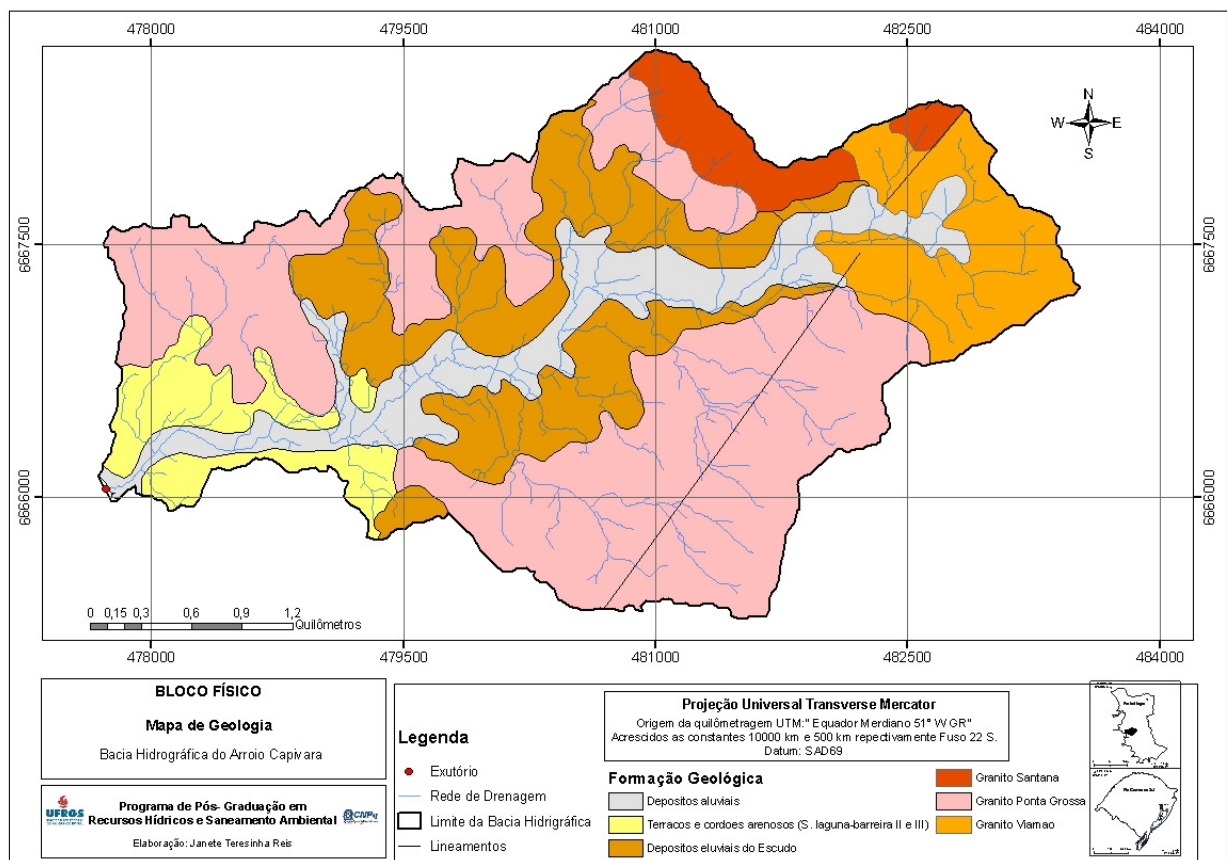 478000 479500 481000 482500 484000
N
W E
S
6667500 6667500
6666000 6666000
0 0,15 0,3 0,6 0,9 1,2
Quilômetros
478000 479500 481000 482500 484000
BLOCO FÍSICO
Mapa de Geologia
Bacia Hidrográfica do Arroio Capivara
UFRGS
Programa de Pós- Graduação em
Recursos Hídricos e Saneamento Ambiental
CNPq
Elaboração: Janete Teresinha Reis
Legenda
Exutório
Rede de Drenagem
Limite da Bacia Hidrigráfica
Lineamentos
Projeção Universal Transverse Mercator
Origem da quilômetragem UTM:" Equador Merdiano 51° W GR"
Acrescidos as constantes 10000 km e 500 km repectivamente Fuso 22 S.
Datum: SAD69
Formação Geológica
Depositos aluviais
Terracos e cordoes arenosos (S. laguna-barreira II e III)
Depositos eluviais do Escudo
Granito Santana
Granito Ponta Grossa
Granito Viamao